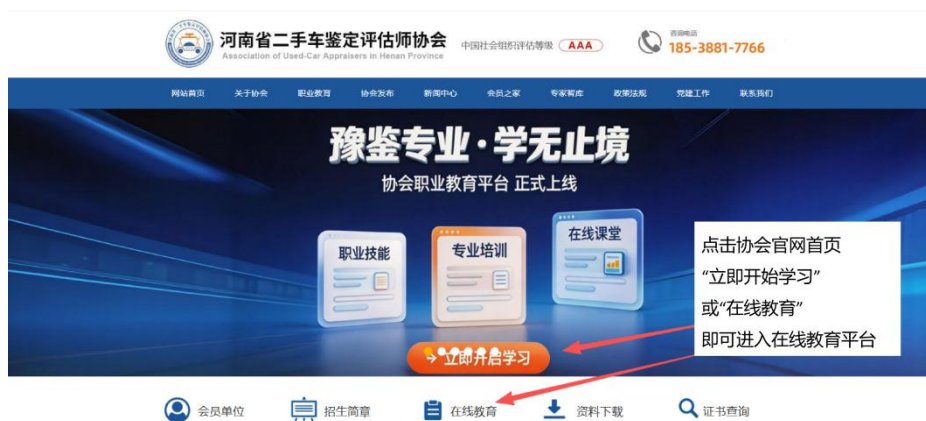 河南省二手车鉴定评估师协会
Association of Used-Car Appraisers in Henan Province
中国社会组织评估等级 AAA
咨询电话
185-3881-7766
网站首页 关于协会 职业教育 协会发布 新闻中心 会员之家 专家智库 政策法规 党建工作 联系我们
豫鉴专业·学无止境
协会职业教育平台 正式上线
职业技能
专业培训
在线课堂
点击协会官网首页
“立即开始学习”
或“在线教育”
即可进入在线教育平台
立即开启学习
会员单位 招生简章 在线教育 资料下载 证书查询